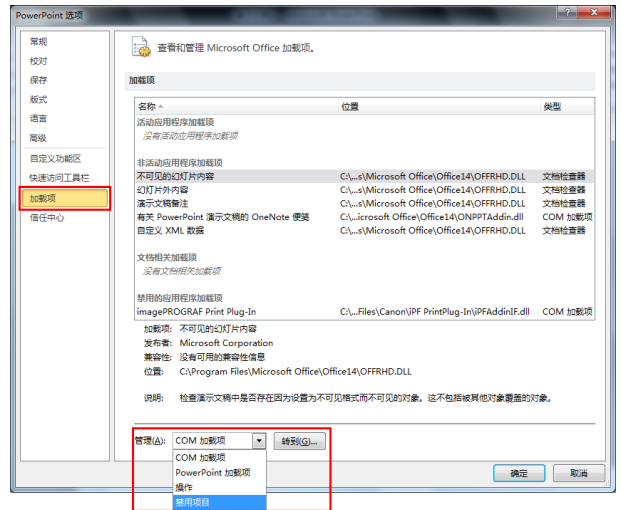 PowerPoint 选项
常规
校对
保存
版式
语言
高级
自定义功能区
快速访问工具栏
加载项
信任中心
查看和管理 Microsoft Office 加载项。
加载项
名称 位置 类型
活动应用程序加载项
没有活动应用程序加载项
非活动应用程序加载项
不可见的幻灯片内容 C:\...s\Microsoft Office\Office14\OFFRHD.DLL 文档检查器
幻灯片外内容 C:\...s\Microsoft Office\Office14\OFFRHD.DLL 文档检查器
演示文稿备注 C:\...s\Microsoft Office\Office14\OFFRHD.DLL 文档检查器
有关 PowerPoint 演示文稿的 OneNote 便笺 C:\...icrosoft Office\Office14\ONPPTAddin.dll COM 加载项
自定义 XML 数据 C:\...s\Microsoft Office\Office14\OFFRHD.DLL 文档检查器
文档相关加载项
没有文档相关加载项
禁用的应用程序加载项
imagePROGRAF Print Plug-In C:\...Files\Canon\iPF PrintPlug-In\iPFAddinIF.dll COM 加载项
加载项: 不可见的幻灯片内容
发布者: Microsoft Corporation
兼容性: 没有可用的兼容性信息
位置: C:\Program Files\Microsoft Office\Office14\OFFRHD.DLL
说明: 检查演示文稿中是否存在因为设置为不可见格式而不可见的对象。这不包括被其他对象覆盖的对象。
管理(A): COM 加载项 转到(G)...
COM 加载项
PowerPoint 加载项
操作
禁用项目
确定 取消